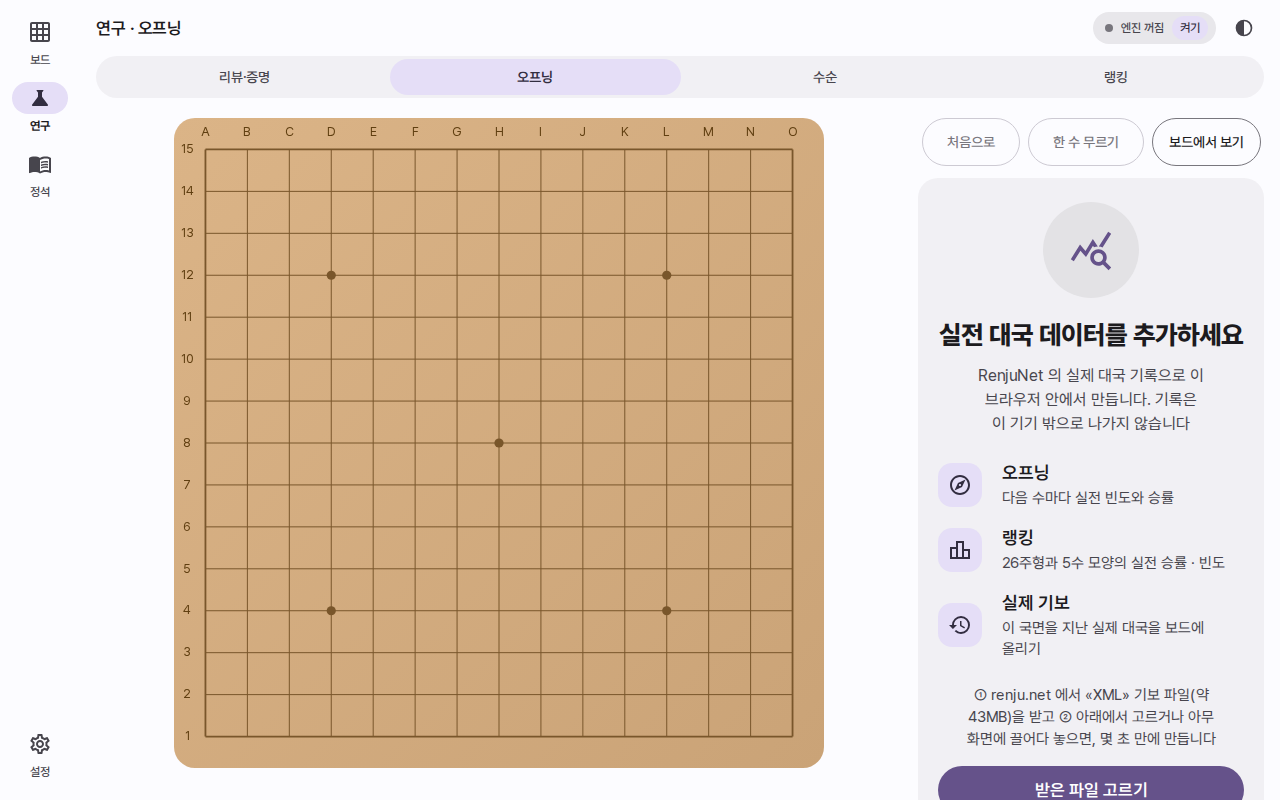 보드
연구
정석
설정
연구 · 오프닝
엔진 꺼짐 켜기
리뷰·증명 오프닝 수순 랭킹
A B C D E F G H I J K L M N O
15
14
13
12
11
10
9
8
7
6
5
4
3
2
1
처음으로 한 수 무르기 보드에서 보기
실전 대국 데이터를 추가하세요
RenjuNet 의 실제 대국 기록으로 이
브라우저 안에서 만듭니다. 기록은
이 기기 밖으로 나가지 않습니다
오프닝
다음 수마다 실전 빈도와 승률
랭킹
26주형과 5수 모양의 실전 승률 · 빈도
실제 기보
이 국면을 지난 실제 대국을 보드에
올리기
① renju.net 에서 «XML» 기보 파일(약
43MB)을 받고 ② 아래에서 고르거나 아무
화면에 끌어다 놓으면, 몇 초 만에 만듭니다
받은 파일 고르기